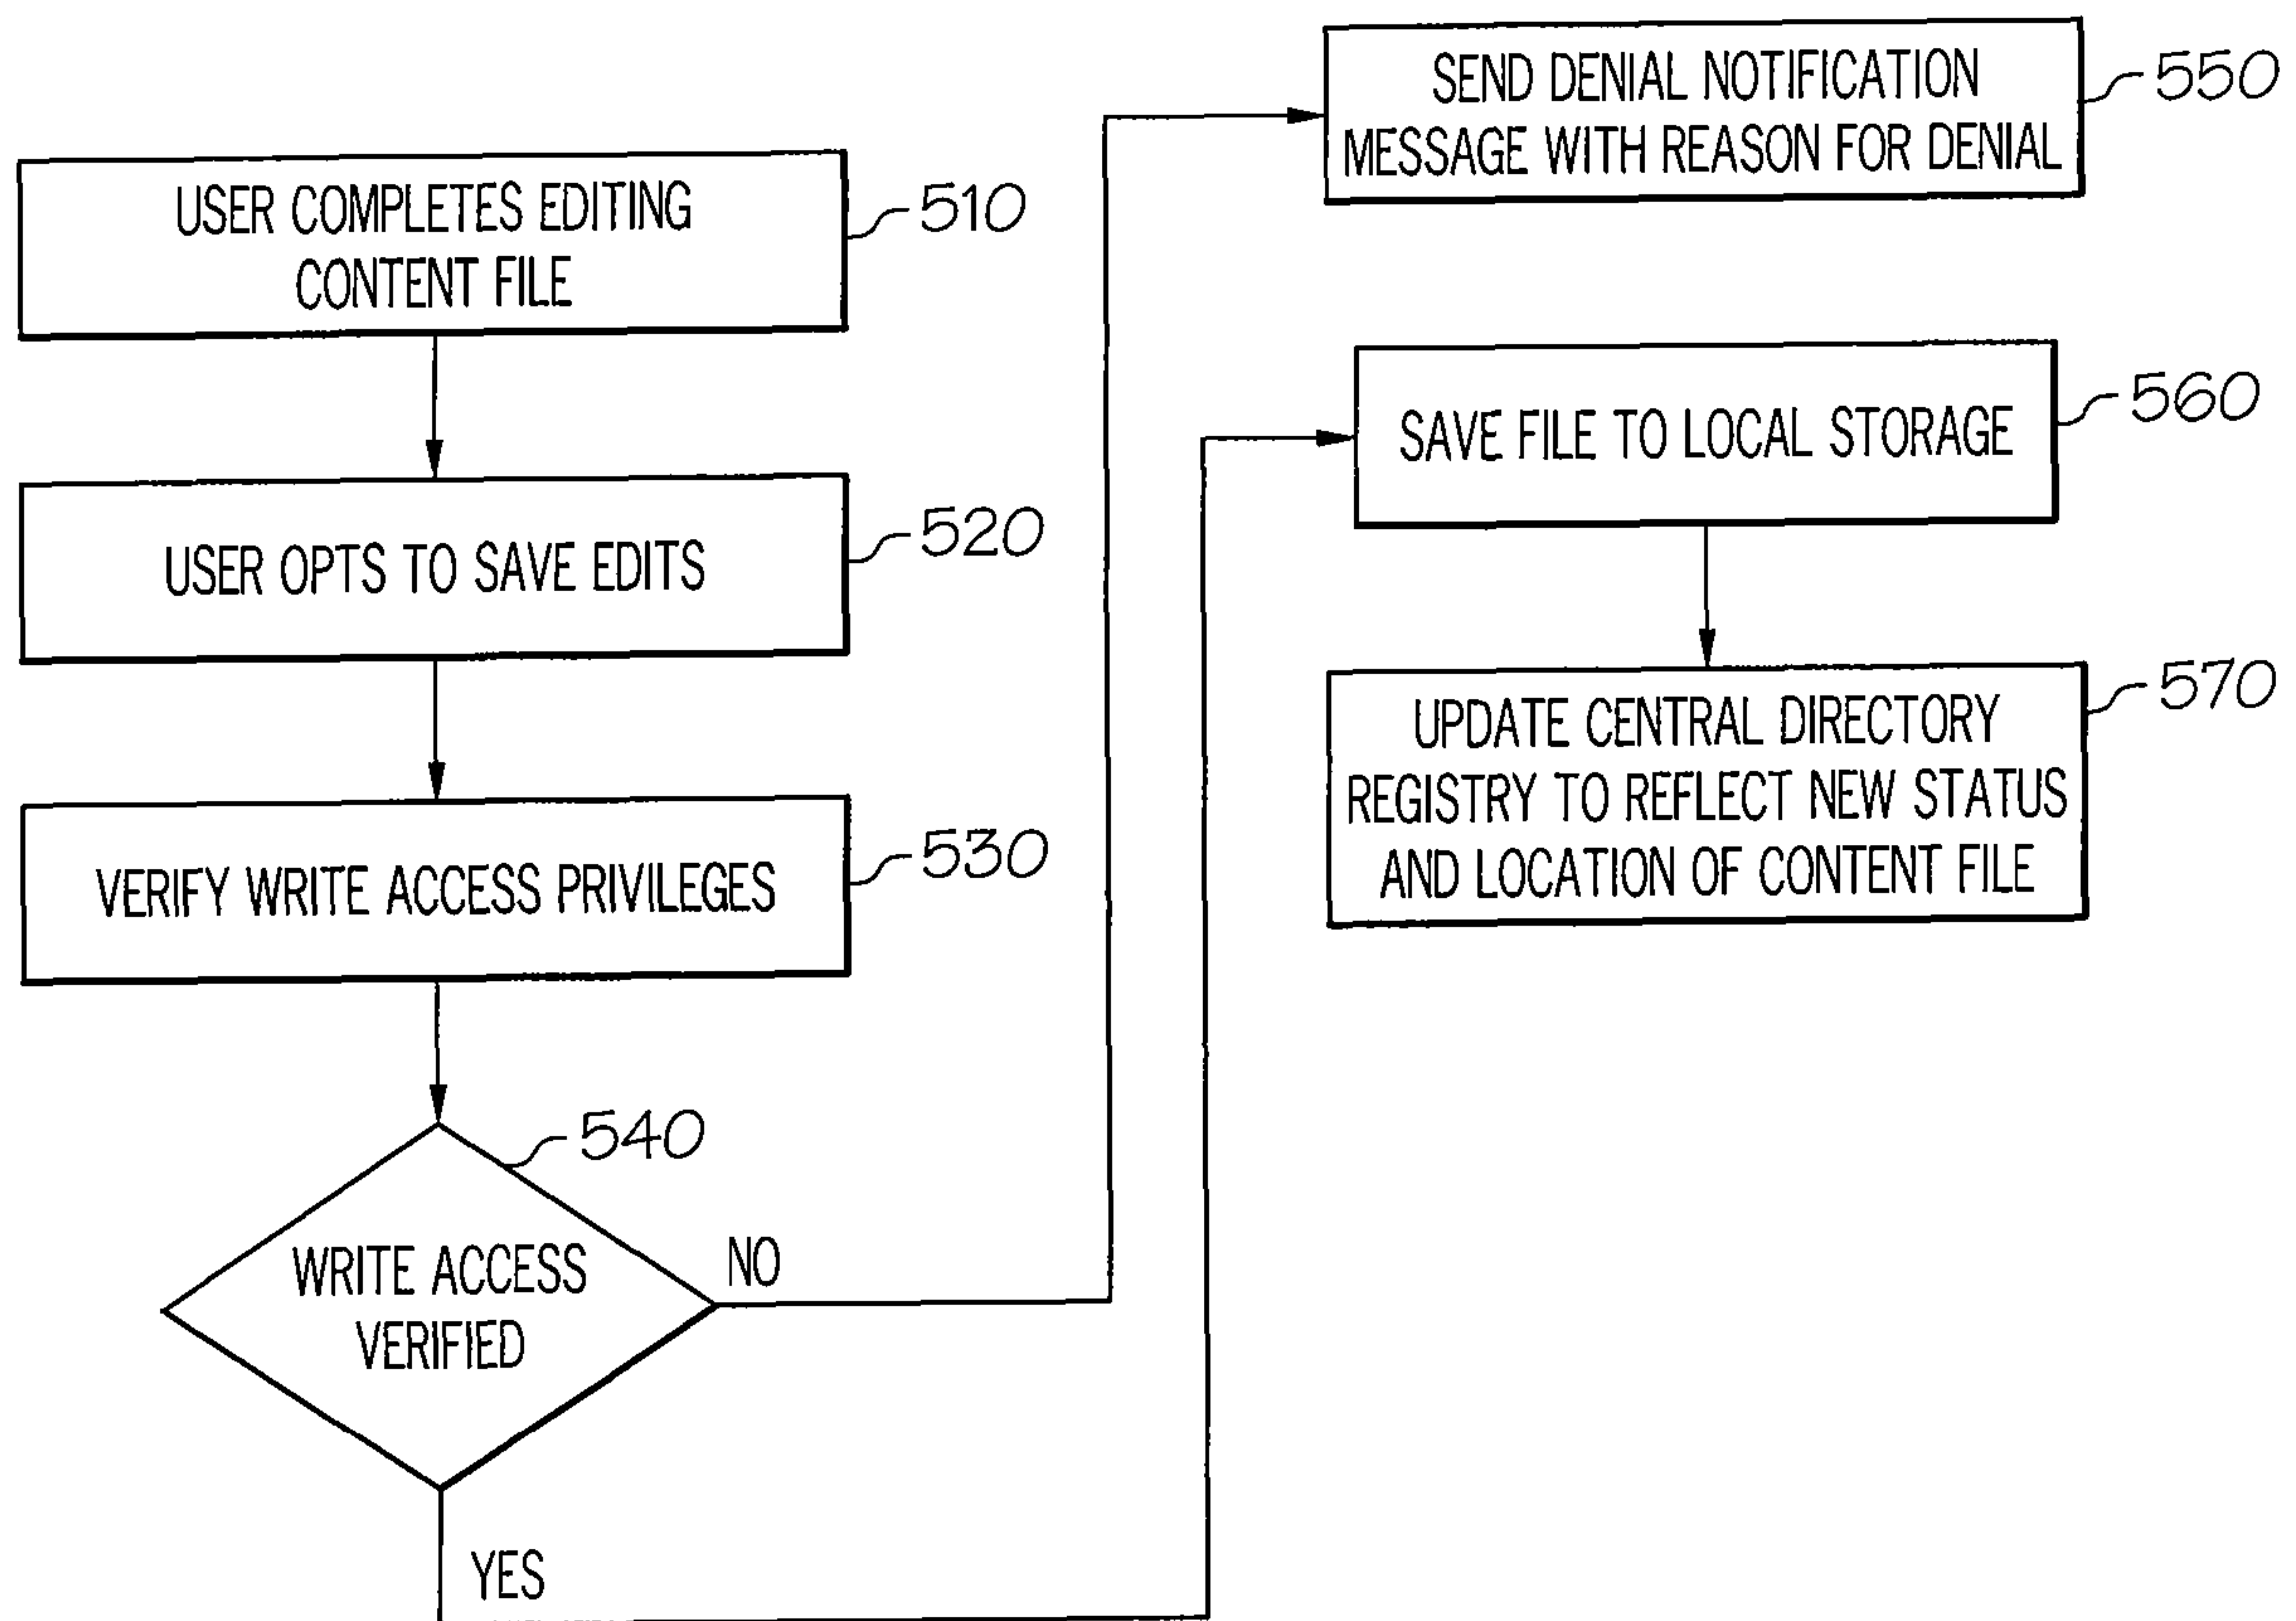 USER COMPLETES EDITING
CONTENT FILE
510
USER OPTS TO SAVE EDITS
520
VERIFY WRITE ACCESS PRIVILEGES
530
540
WRITE ACCESS
VERIFIED
NO
YES
SEND DENIAL NOTIFICATION
MESSAGE WITH REASON FOR DENIAL
550
SAVE FILE TO LOCAL STORAGE
560
UPDATE CENTRAL DIRECTORY
REGISTRY TO REFLECT NEW STATUS
AND LOCATION OF CONTENT FILE
570